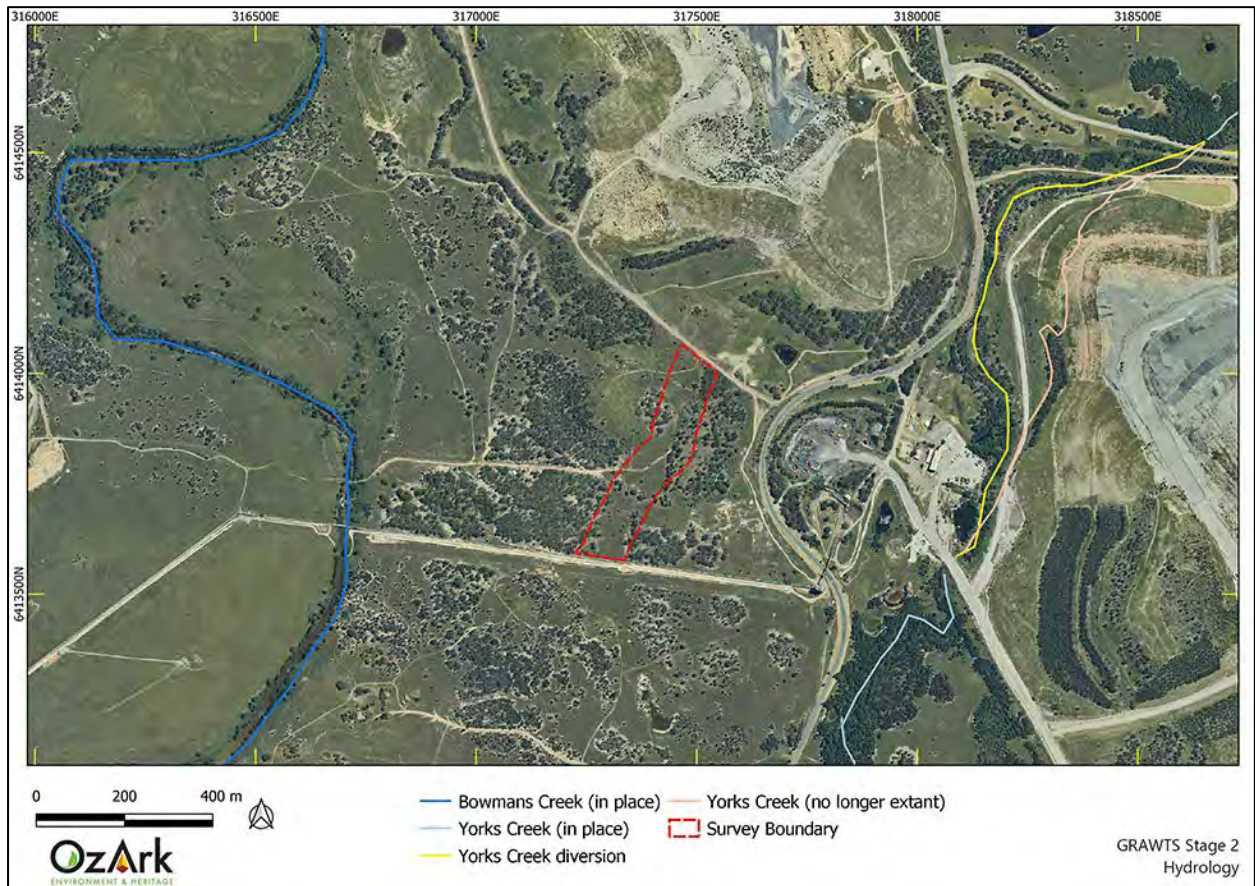 316000E 316500E 317000E 317500E 318000E 318500E
6414500N
6414000N
6413500N
0 200 400 m
Bowmans Creek (in place)
Yorks Creek (in place)
Yorks Creek diversion
Yorks Creek (no longer extant)
Survey Boundary
OzArk
ENVIRONMENT & HERITAGE
GRAWTS Stage 2
Hydrology